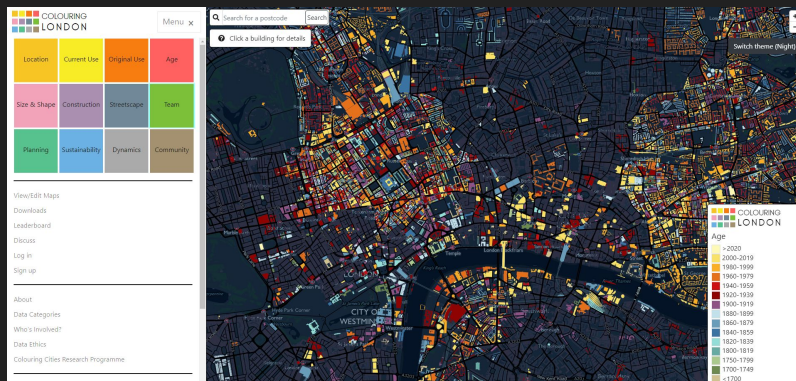 COLOURING
LONDON
Menu ×
Location
Current Use
Original Use
Age
Size & Shape
Construction
Streetscape
Team
Planning
Sustainability
Dynamics
Community
View/Edit Maps
Downloads
Leaderboard
Discuss
Log in
Sign up
About
Data Categories
Who's Involved?
Data Ethics
Colouring Cities Research Programme
Search for a postcode
Search
Click a building for details
Switch theme (Night)
Temple
LONDON
CITY OF
WESTMIN
Westminster
COLOURING
LONDON
Age
>2020
2000-2019
1980-1999
1960-1979
1940-1959
1920-1939
1900-1919
1880-1899
1860-1879
1840-1859
1820-1839
1800-1819
1750-1799
1700-1749
<1700